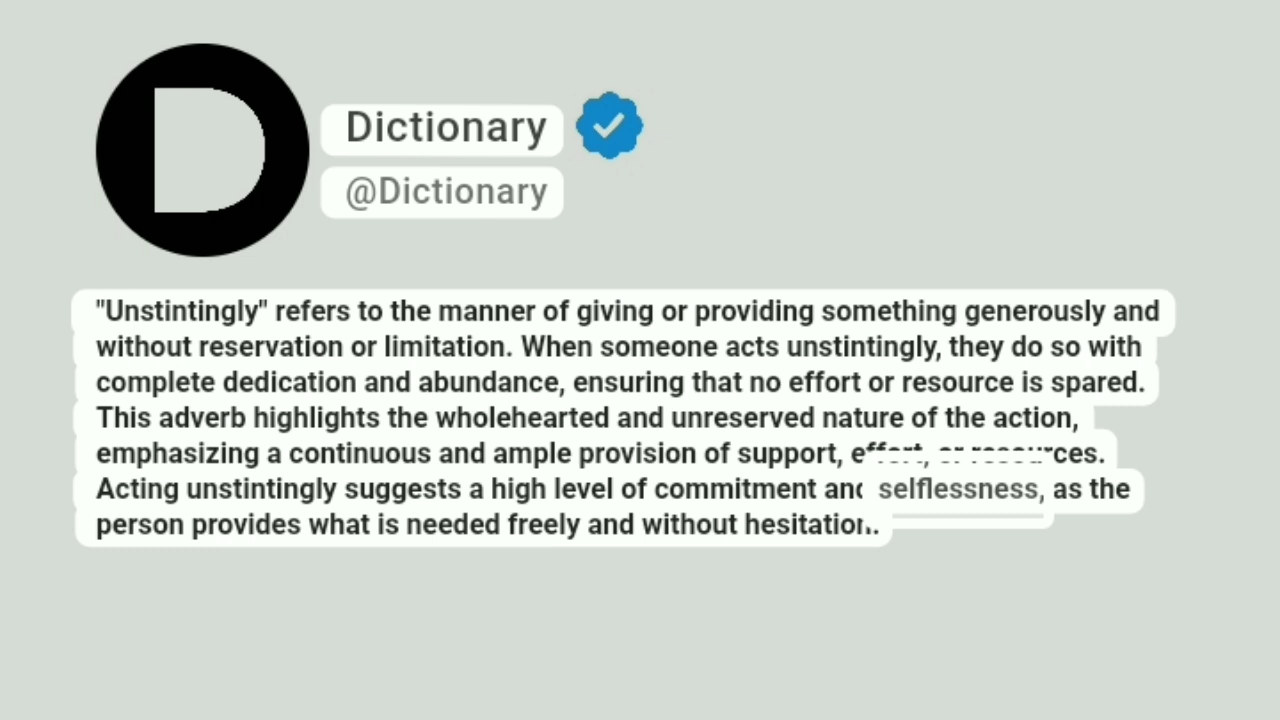 D
Dictionary
@Dictionary
"Unstintingly" refers to the manner of giving or providing something generously and
without reservation or limitation. When someone acts unstintingly, they do so with
complete dedication and abundance, ensuring that no effort or resource is spared.
This adverb highlights the wholehearted and unreserved nature of the action,
emphasizing a continuous and ample provision of support, effort, or resources.
Acting unstintingly suggests a high level of commitment and selflessness, as the
person provides what is needed freely and without hesitation..